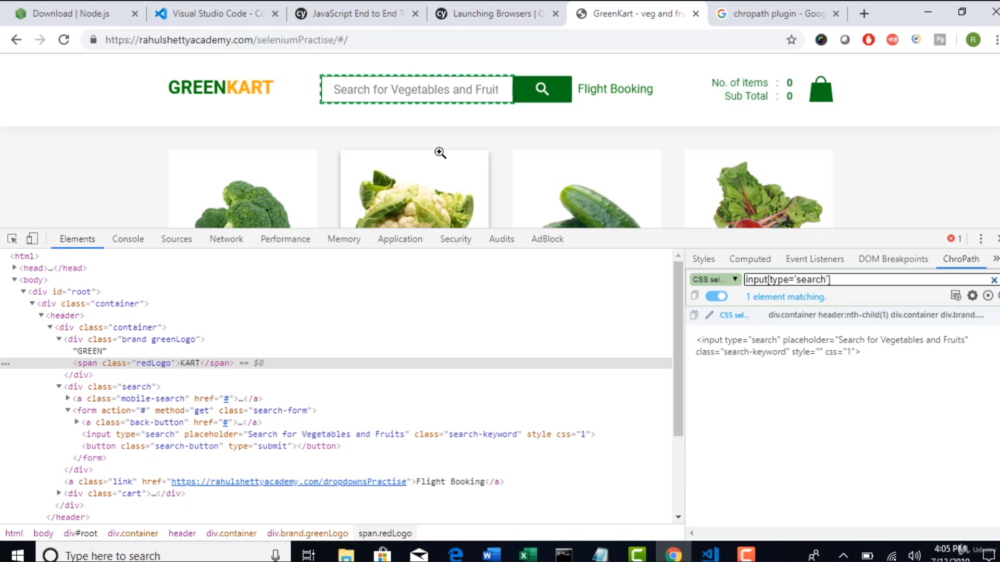 Download | Node.js
Visual Studio Code - Co
JavaScript End to End T
Launching Browsers | C
GreenKart - veg and fru
chropath plugin - Goog
https://rahulshettyacademy.com/seleniumPractise/#/
Pg
R
GREENKART
Search for Vegetables and Fruit
Flight Booking
No. of items : 0
Sub Total : 0
Elements
Console
Sources
Network
Performance
Memory
Application
Security
Audits
AdBlock
1
<html>
<head>…</head>
<body>
<div id="root">
<div class="container">
<header>
<div class="container">
<div class="brand greenLogo">
"GREEN"
<span class="redLogo">KART</span> == $0
</div>
<div class="search">
<a class="mobile-search" href="#">…</a>
<form action="#" method="get" class="search-form">
<a class="back-button" href="#">…</a>
<input type="search" placeholder="Search for Vegetables and Fruits" class="search-keyword" style css="1">
<button class="search-button" type="submit"></button>
</form>
</div>
<a class="link" href="https://rahulshettyacademy.com/dropdownsPractise">Flight Booking</a>
<div class="cart">…</div>
</div>
</header>
html body div#root div.container header div.container div.brand.greenLogo span.redLogo
Styles
Computed
Event Listeners
DOM Breakpoints
ChroPath
CSS sel...
input[type='search']
1 element matching.
CSS sel...
div.container header:nth-child(1) div.container div.brand....
<input type="search" placeholder="Search for Vegetables and Fruits"
class="search-keyword" style="" css="1">
Type here to search
4:05 PM
Udemy